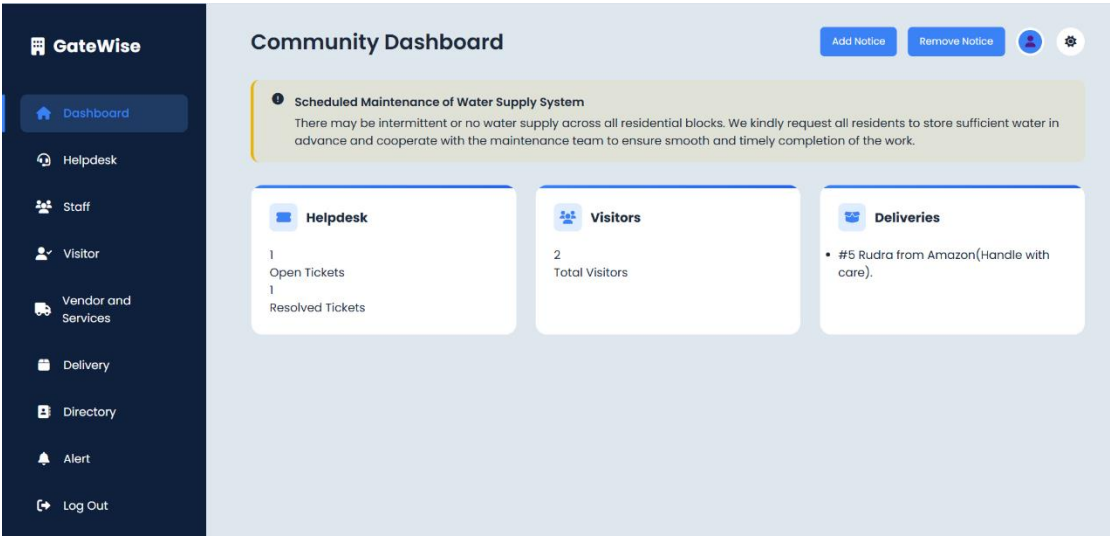 GateWise
Dashboard
Helpdesk
Staff
Visitor
Vendor and
Services
Delivery
Directory
Alert
Log Out
Community Dashboard
Add Notice
Remove Notice
Scheduled Maintenance of Water Supply System
There may be intermittent or no water supply across all residential blocks. We kindly request all residents to store sufficient water in
advance and cooperate with the maintenance team to ensure smooth and timely completion of the work.
Helpdesk
1
Open Tickets
1
Resolved Tickets
Visitors
2
Total Visitors
Deliveries
• #5 Rudra from Amazon(Handle with
care).